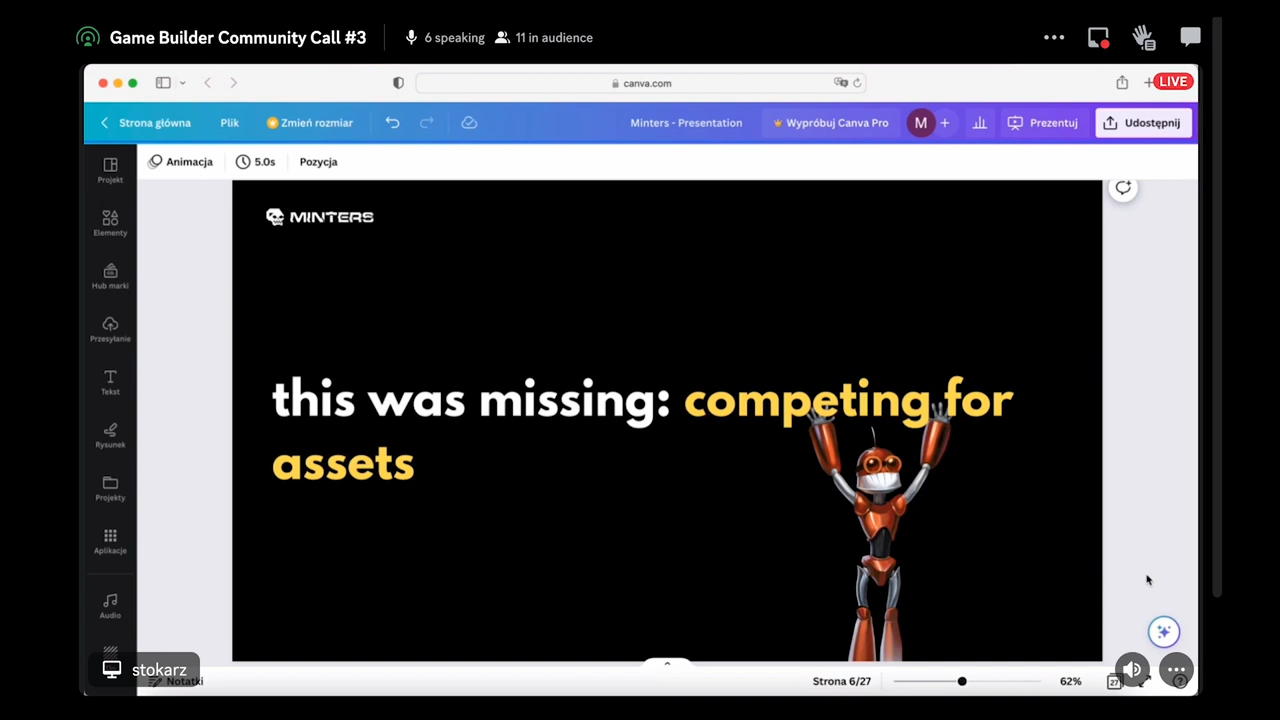 Game Builder Community Call #3
6 speaking
11 in audience
canva.com
LIVE
Strona główna
Plik
Zmień rozmiar
Minters - Presentation
Wypróbuj Canva Pro
M
Prezentuj
Udostępnij
Animacja
5.0s
Pozycja
Projekt
Elementy
Hub marki
Przesyłanie
Tekst
Rysunek
Projekty
Aplikacje
Audio
MINTERS
this was missing: competing for
assets
stokarz
Notatki
Strona 6/27
62%
27